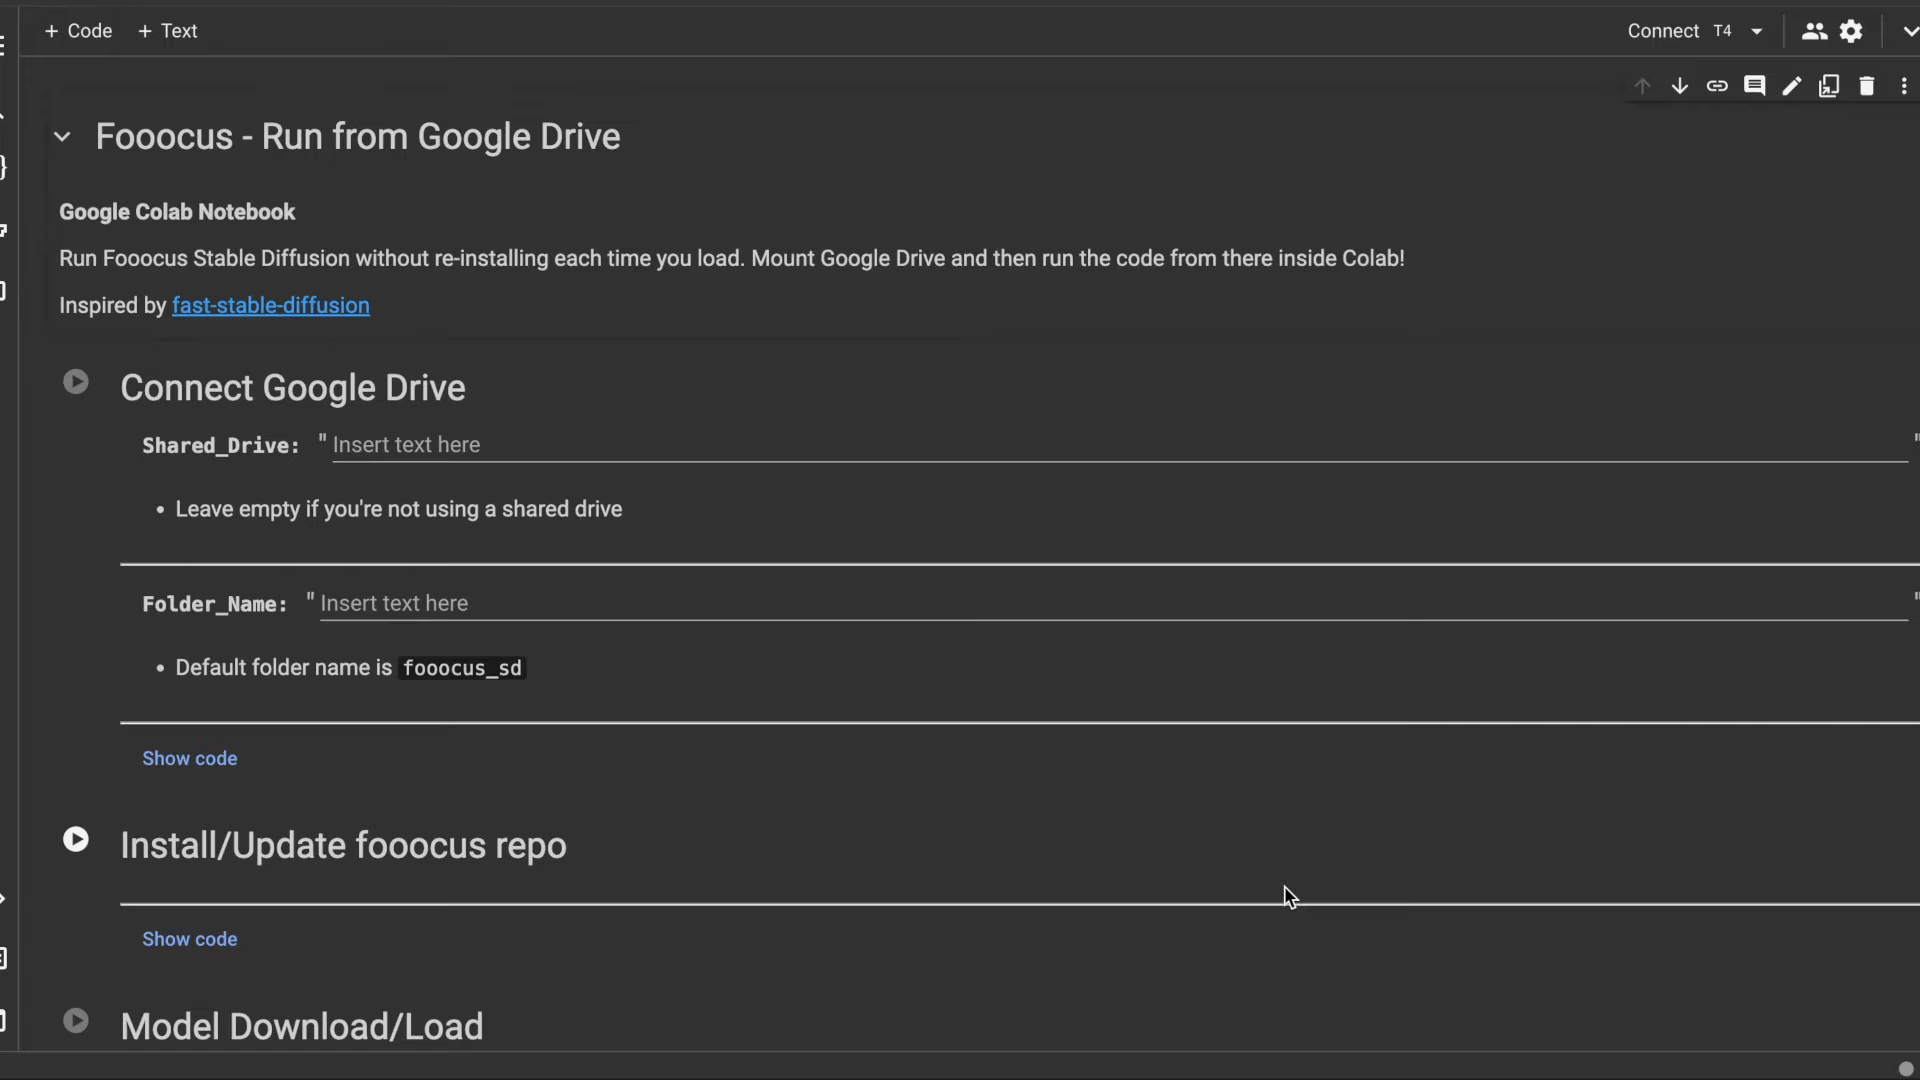 + Code + Text Connect T4
Fooocus - Run from Google Drive
Google Colab Notebook
Run Fooocus Stable Diffusion without re-installing each time you load. Mount Google Drive and then run the code from there inside Colab!
Inspired by fast-stable-diffusion
Connect Google Drive
Shared_Drive: " Insert text here "
• Leave empty if you're not using a shared drive
Folder_Name: " Insert text here "
• Default folder name is fooocus_sd
Show code
Install/Update fooocus repo
Show code
Model Download/Load